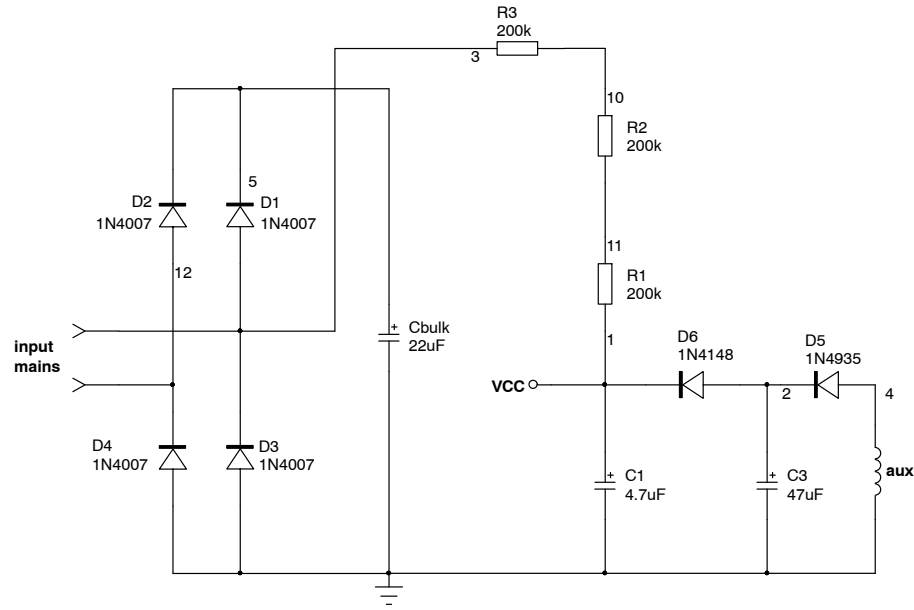 R3
200k
3
10
R2
200k
5
D2
1N4007
D1
1N4007
12
11
R1
200k
input
mains
Cbulk
22uF
+
1
D6
1N4148
D5
1N4935
VCC
2
4
D4
1N4007
D3
1N4007
+
C1
4.7uF
+
C3
47uF
aux